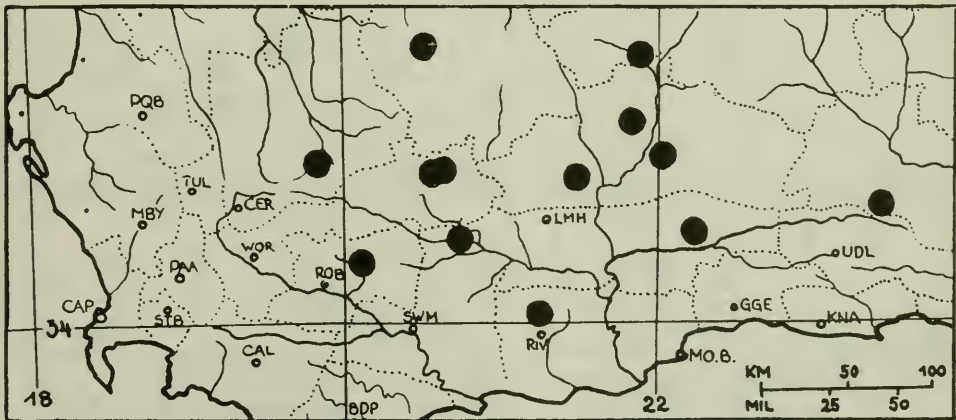 PQB
TUL
CER
MBY
LMH
WOR
UDL
PAA
ROB
CAP
STB
GGE
34
SWM
KNA
RIV
CAL
MO.B.
KM 50 100
18
22
MIL 25 50
BDP